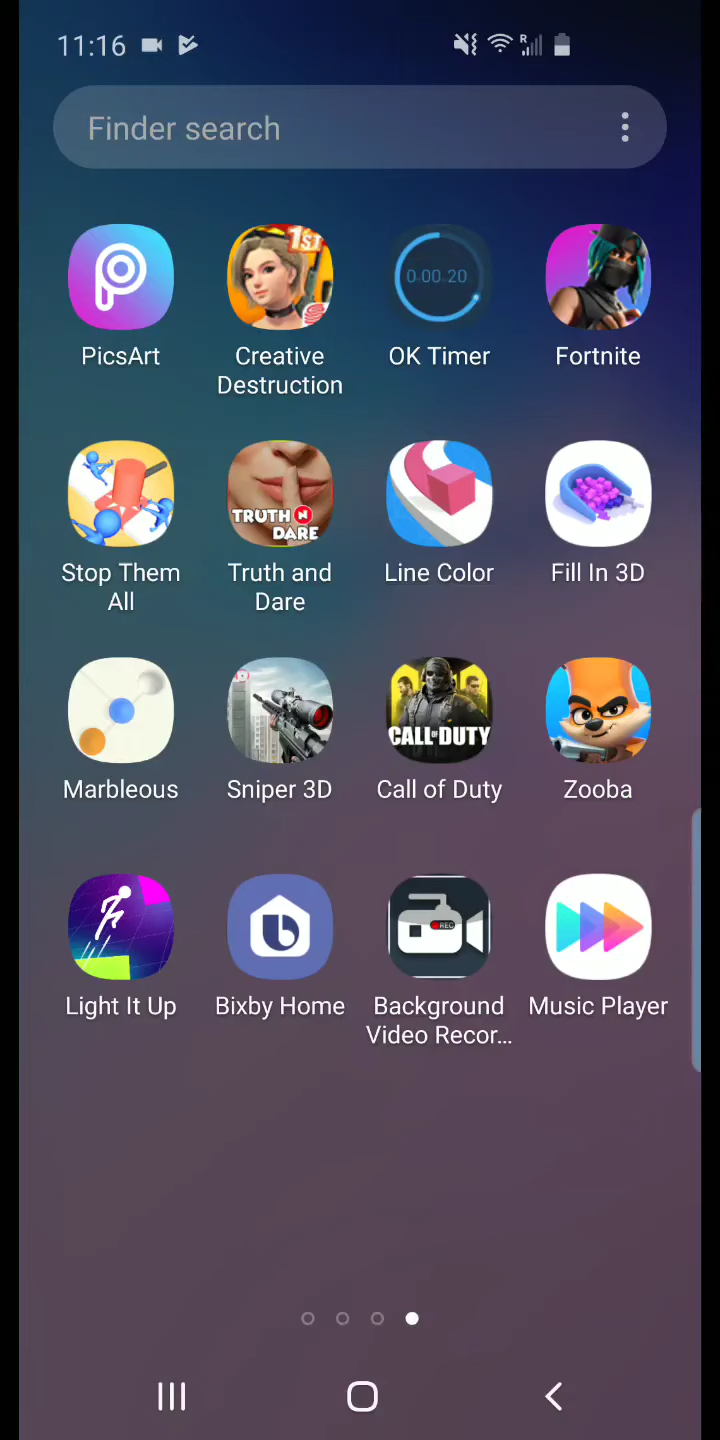 11:16
R
Finder search
1ST
0:00.20
PicsArt
Creative
Destruction
OK Timer
Fortnite
TRUTH N
DARE
Stop Them
All
Truth and
Dare
Line Color
Fill In 3D
CALL OF DUTY
Marbleous
Sniper 3D
Call of Duty
Zooba
REC
Light It Up
Bixby Home
Background
Video Recor...
Music Player